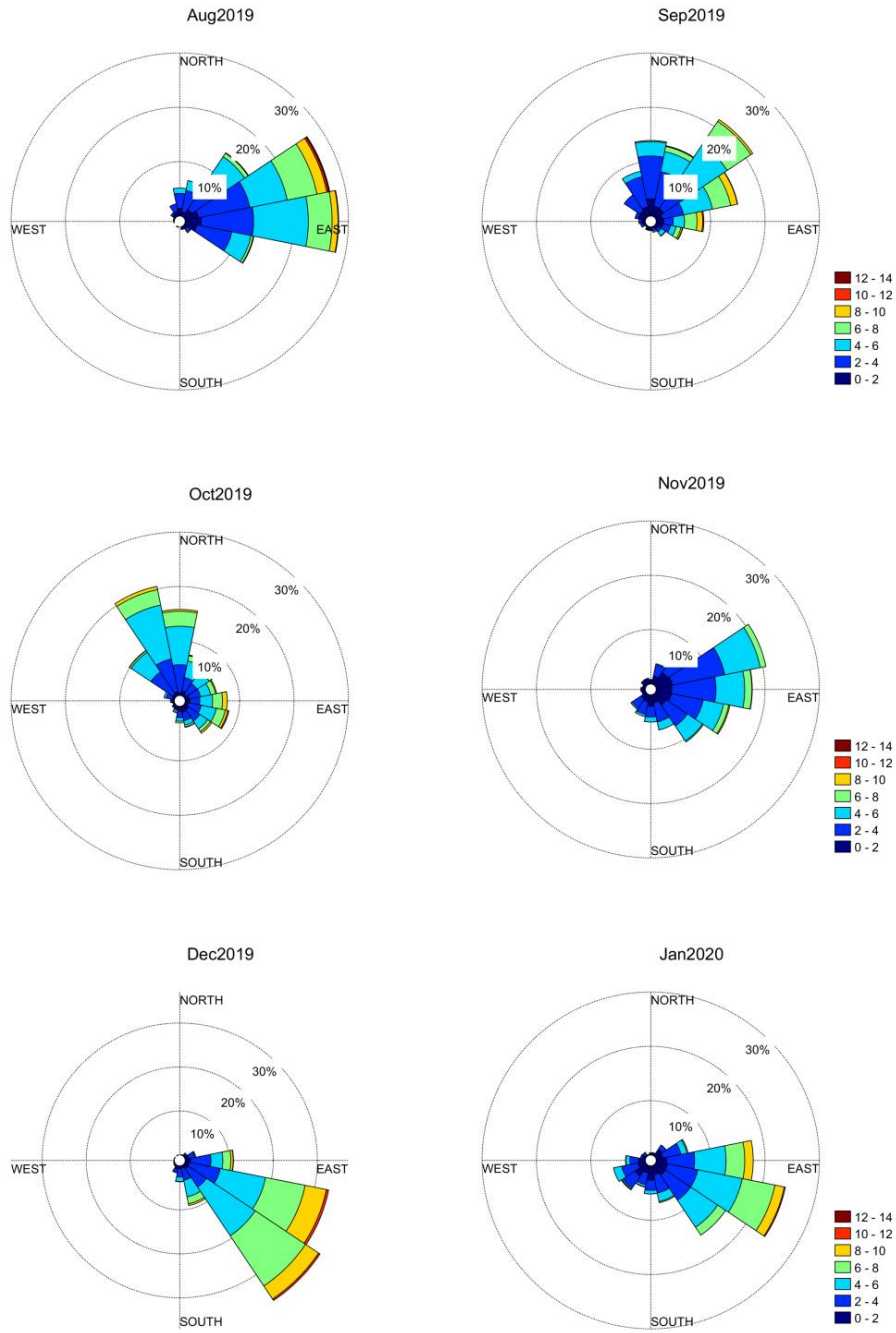 Aug2019
NORTH
30%
20%
10%
WEST
EAST
SOUTH
Sep2019
NORTH
30%
20%
10%
WEST
EAST
SOUTH
12 - 14
10 - 12
8 - 10
6 - 8
4 - 6
2 - 4
0 - 2
Oct2019
NORTH
30%
20%
10%
WEST
EAST
SOUTH
Nov2019
NORTH
30%
20%
10%
WEST
EAST
SOUTH
12 - 14
10 - 12
8 - 10
6 - 8
4 - 6
2 - 4
0 - 2
Dec2019
NORTH
30%
20%
10%
WEST
EAST
SOUTH
Jan2020
NORTH
30%
20%
10%
WEST
EAST
SOUTH
12 - 14
10 - 12
8 - 10
6 - 8
4 - 6
2 - 4
0 - 2